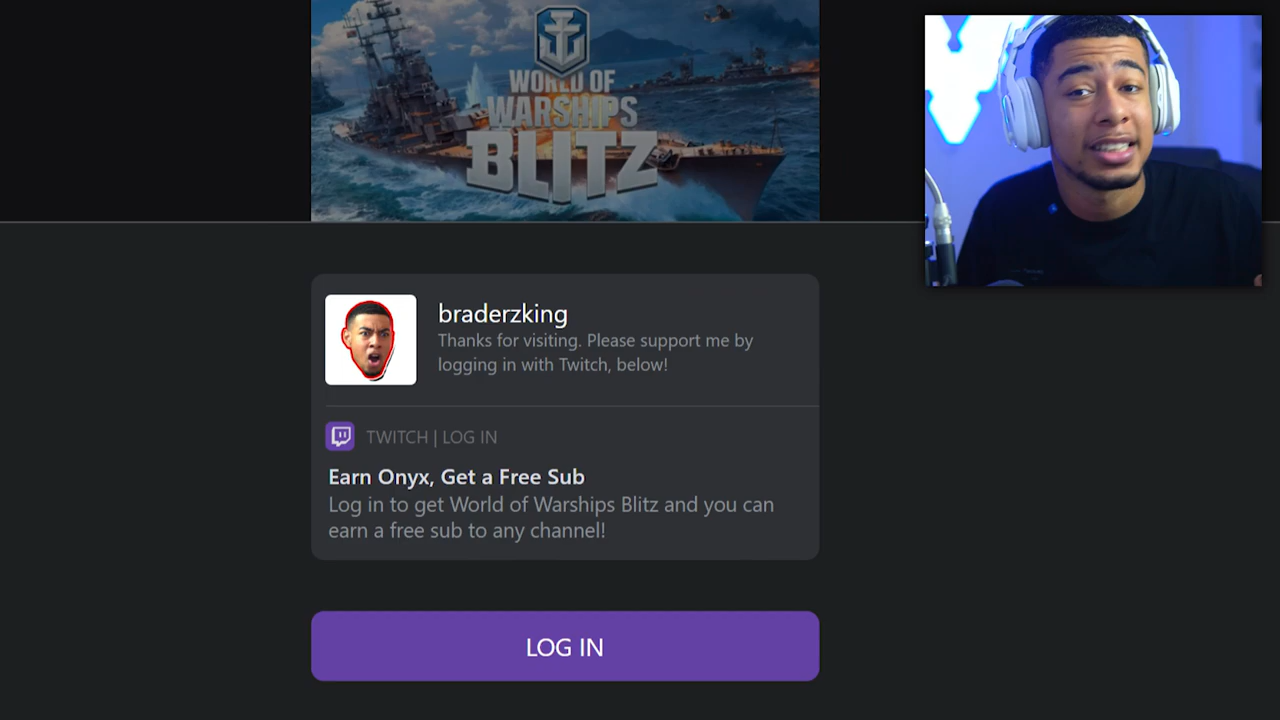 WORLD OF
WARSHIPS
BLITZ
braderzking
Thanks for visiting. Please support me by
logging in with Twitch, below!
TWITCH | LOG IN
Earn Onyx, Get a Free Sub
Log in to get World of Warships Blitz and you can
earn a free sub to any channel!
LOG IN